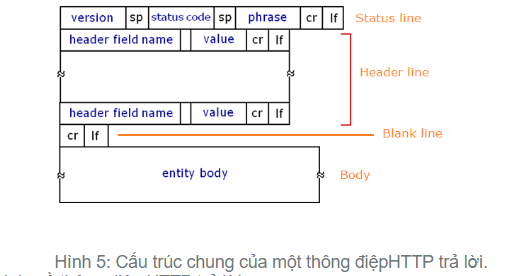 version sp status code sp phrase cr lf Status line
header field name value cr lf
Header line
header field name value cr lf
cr lf Blank line
entity body Body
Hình 5: Cấu trúc chung của một thông điệpHTTP trả lời.